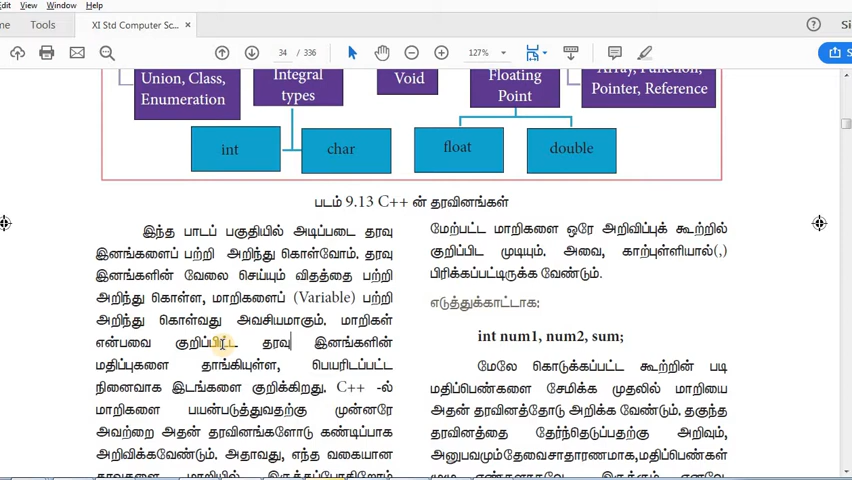 Edit View Window Help
Tools
XI Std Computer Sc... ×
34 / 336
127%
Sh
Union, Class,
Enumeration
Integral
types
Void
Floating
Point
Array, Function,
Pointer, Reference
int
char
float
double
படம் 9.13 C++ ன் தரவினங்கள்
இந்த பாடப் பகுதியில் அடிப்படை தரவு
இனங்களைப் பற்றி அறிந்து கொள்வோம். தரவு
இனங்களின் வேலை செய்யும் விதத்தை பற்றி
அறிந்து கொள்ள, மாறிகளைப் (Variable) பற்றி
அறிந்து கொள்வது அவசியமாகும். மாறிகள்
என்பவை குறிப்பிட்ட தரவு இனங்களின்
மதிப்புகளை தாங்கியுள்ள, பெயரிடப்பட்ட
நினைவாக இடங்களை குறிக்கிறது. C++ -ல்
மாறிகளை பயன்படுத்துவதற்கு முன்னரே
அவற்றை அதன் தரவினங்களோடு கண்டிப்பாக
அறிவிக்கவேண்டும். அதாவது, எந்த வகையான
தரவுகளை மாறியில் இருக்கப்போகிறோம்
மேற்பட்ட மாறிகளை ஒரே அறிவிப்புக் கூற்றில்
குறிப்பிட முடியும். அவை, காற்புள்ளியால்(,)
பிரிக்கப்பட்டிருக்க வேண்டும்.
எடுத்துக்காட்டாக:
int num1, num2, sum;
மேலே கொடுக்கப்பட்ட கூற்றின் படி
மதிப்பெண்களை சேமிக்க முதலில் மாறியை
அதன் தரவினத்தோடு அறிக்க வேண்டும். தகுந்த
தரவினத்தை தேர்ந்தெடுப்பதற்கு அறிவும்,
அனுபவமும்தேவைசாதாரணமாக,மதிப்பெண்கள்